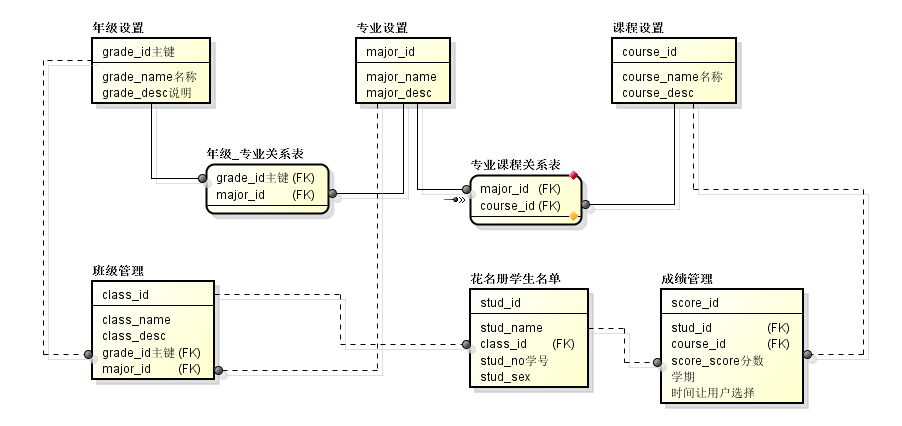 年级设置
grade_id主键
grade_name名称
grade_desc说明
专业设置
major_id
major_name
major_desc
课程设置
course_id
course_name名称
course_desc
年级_专业关系表
grade_id主键 (FK)
major_id (FK)
专业课程关系表
major_id (FK)
course_id (FK)
班级管理
class_id
class_name
class_desc
grade_id主键 (FK)
major_id (FK)
花名册学生名单
stud_id
stud_name
class_id (FK)
stud_no学号
stud_sex
成绩管理
score_id
stud_id (FK)
course_id (FK)
score_score分数
学期
时间让用户选择